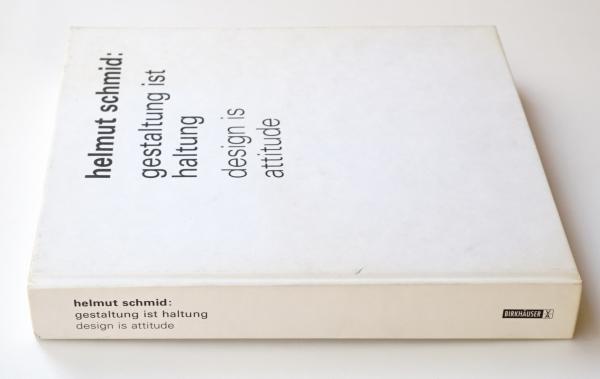 helmut schmid:
gestaltung ist
haltung
design is
attitude
helmut schmid:
gestaltung ist haltung
design is attitude
BIRKHÄUSER